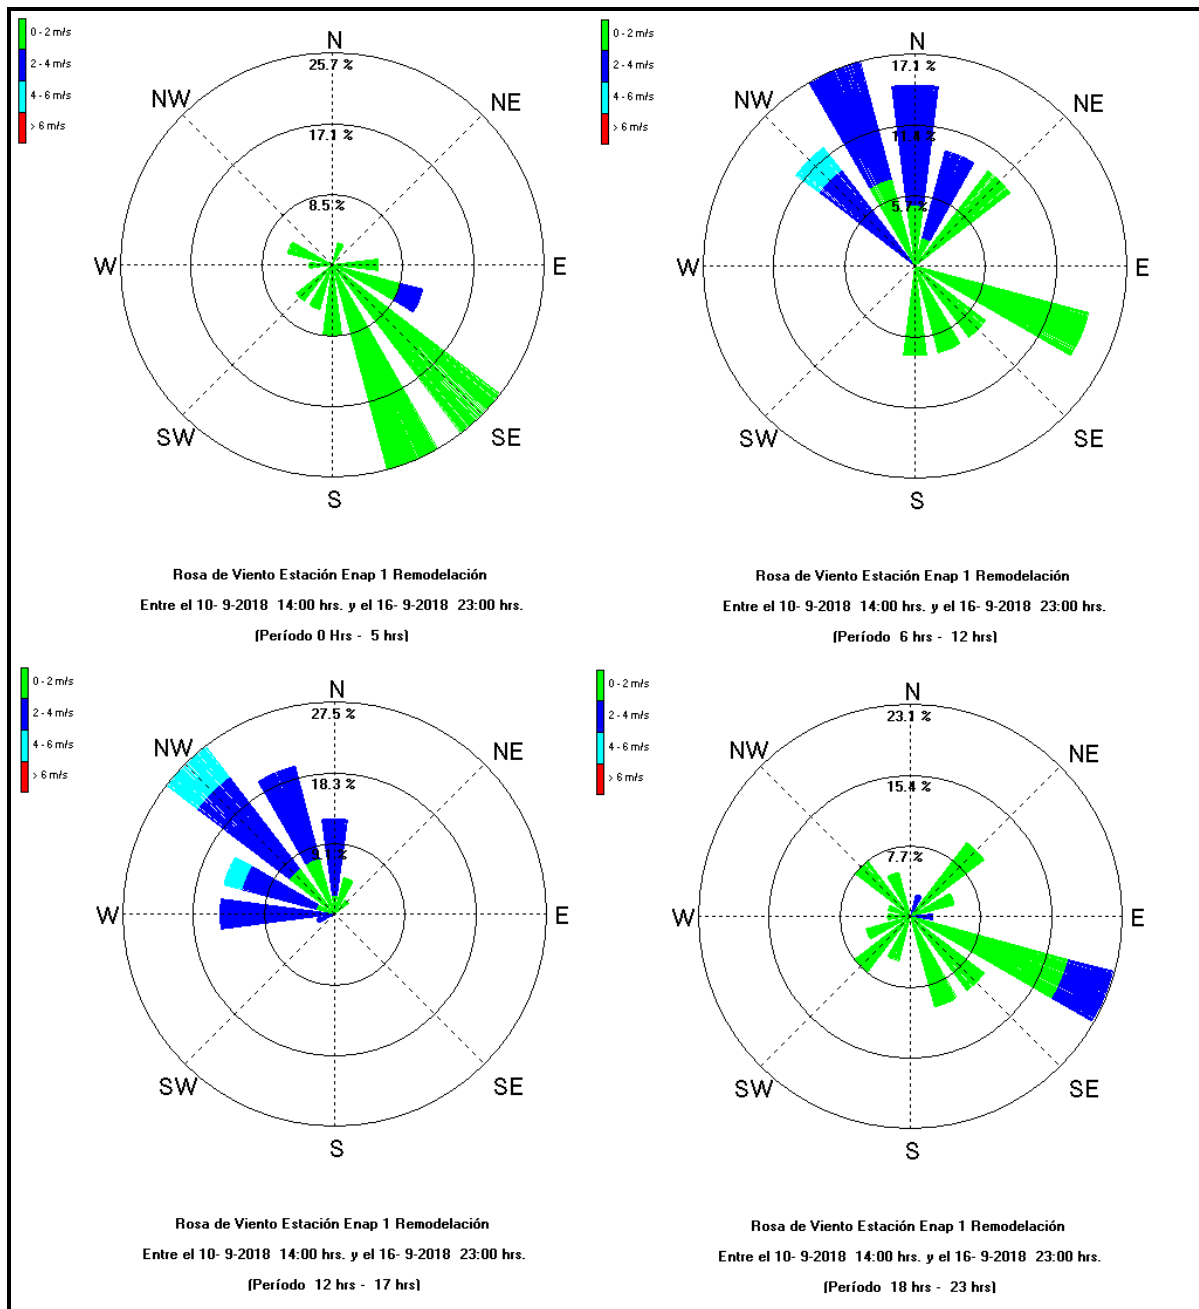 0 - 2 m/s
2 - 4 m/s
4 - 6 m/s
> 6 m/s
N
25.7 %
NW
NE
17.1 %
8.5 %
W
E
SW
SE
S
Rosa de Viento Estación Enap 1 Remodelación
Entre el 10- 9-2018 14:00 hrs. y el 16- 9-2018 23:00 hrs.
(Período 0 Hrs - 5 hrs)
0 - 2 m/s
2 - 4 m/s
4 - 6 m/s
> 6 m/s
N
17.1 %
NW
NE
11.4 %
5.7 %
W
E
SW
SE
S
Rosa de Viento Estación Enap 1 Remodelación
Entre el 10- 9-2018 14:00 hrs. y el 16- 9-2018 23:00 hrs.
(Período 6 hrs - 12 hrs)
0 - 2 m/s
2 - 4 m/s
4 - 6 m/s
> 6 m/s
N
27.5 %
NW
NE
18.3 %
9.1 %
W
E
SW
SE
S
Rosa de Viento Estación Enap 1 Remodelación
Entre el 10- 9-2018 14:00 hrs. y el 16- 9-2018 23:00 hrs.
(Período 12 hrs - 17 hrs)
0 - 2 m/s
2 - 4 m/s
4 - 6 m/s
> 6 m/s
N
23.1 %
NW
NE
15.4 %
7.7 %
W
E
SW
SE
S
Rosa de Viento Estación Enap 1 Remodelación
Entre el 10- 9-2018 14:00 hrs. y el 16- 9-2018 23:00 hrs.
(Período 18 hrs - 23 hrs)